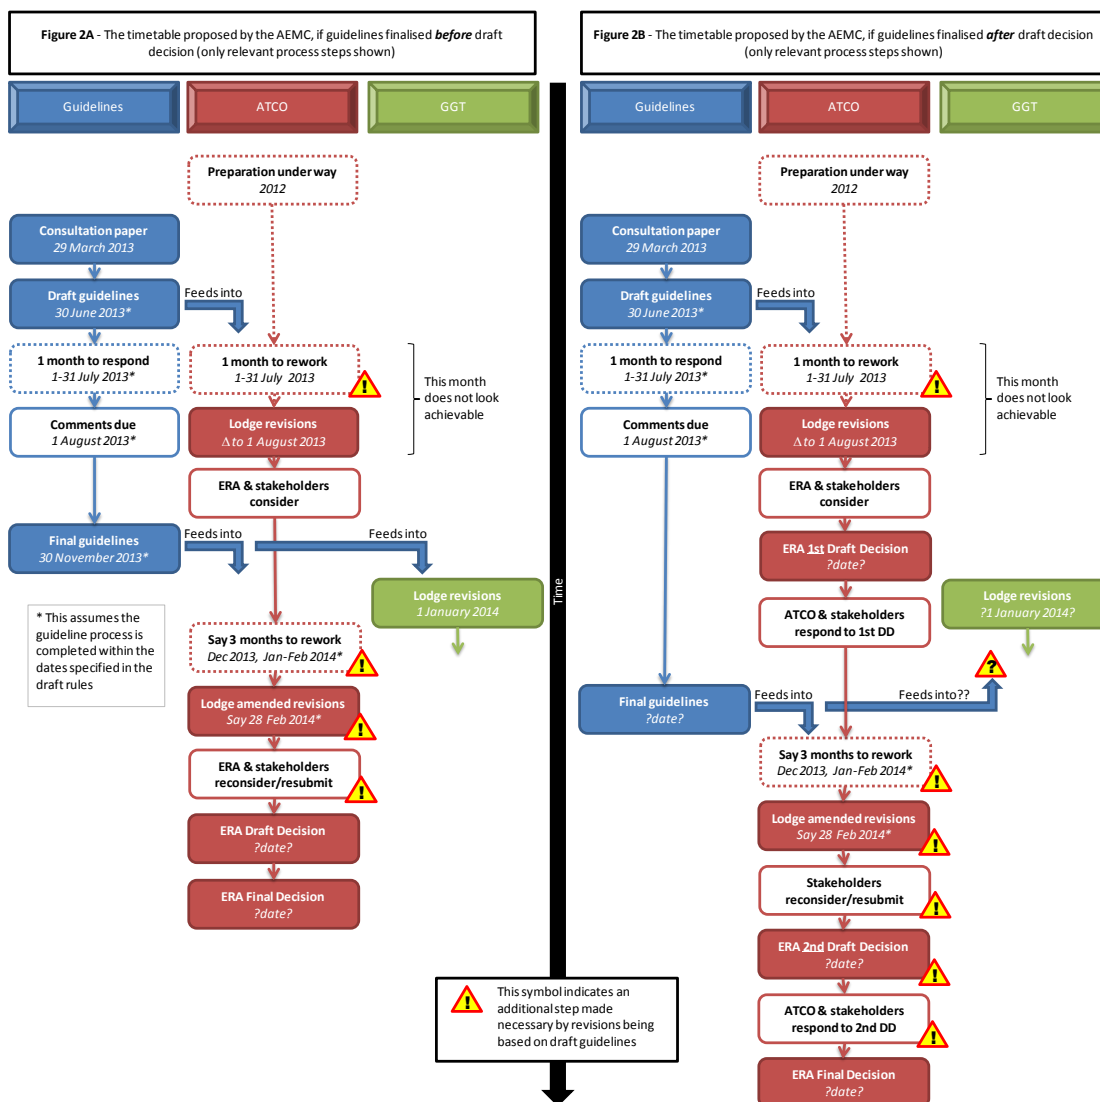 Figure 2A - The timetable proposed by the AEMC, if guidelines finalised before draft
decision (only relevant process steps shown)
Guidelines
ATCO
GGT
Preparation under way
2012
Consultation paper
29 March 2013
Draft guidelines
30 June 2013*
Feeds into
1 month to respond
1-31 July 2013*
1 month to rework
1-31 July 2013
!
This month
does not look
achievable
Comments due
1 August 2013*
Lodge revisions
Δ to 1 August 2013
ERA & stakeholders
consider
Final guidelines
30 November 2013*
Feeds into
Feeds into
Lodge revisions
1 January 2014
* This assumes the
guideline process is
completed within the
dates specified in the
draft rules
Say 3 months to rework
Dec 2013, Jan-Feb 2014*
!
Lodge amended revisions
Say 28 Feb 2014*
!
ERA & stakeholders
reconsider/resubmit
!
ERA Draft Decision
?date?
ERA Final Decision
?date?
Time
!
This symbol indicates an
additional step made
necessary by revisions being
based on draft guidelines
Figure 2B - The timetable proposed by the AEMC, if guidelines finalised after draft decision
(only relevant process steps shown)
Guidelines
ATCO
GGT
Preparation under way
2012
Consultation paper
29 March 2013
Draft guidelines
30 June 2013*
Feeds into
1 month to respond
1-31 July 2013*
1 month to rework
1-31 July 2013
!
This month
does not look
achievable
Comments due
1 August 2013*
Lodge revisions
Δ to 1 August 2013
ERA & stakeholders
consider
ERA 1st Draft Decision
?date?
ATCO & stakeholders
respond to 1st DD
Lodge revisions
?1 January 2014?
?
Final guidelines
?date?
Feeds into
Feeds into??
Say 3 months to rework
Dec 2013, Jan-Feb 2014*
!
Lodge amended revisions
Say 28 Feb 2014*
!
Stakeholders
reconsider/resubmit
!
ERA 2nd Draft Decision
?date?
!
ATCO & stakeholders
respond to 2nd DD
!
ERA Final Decision
?date?